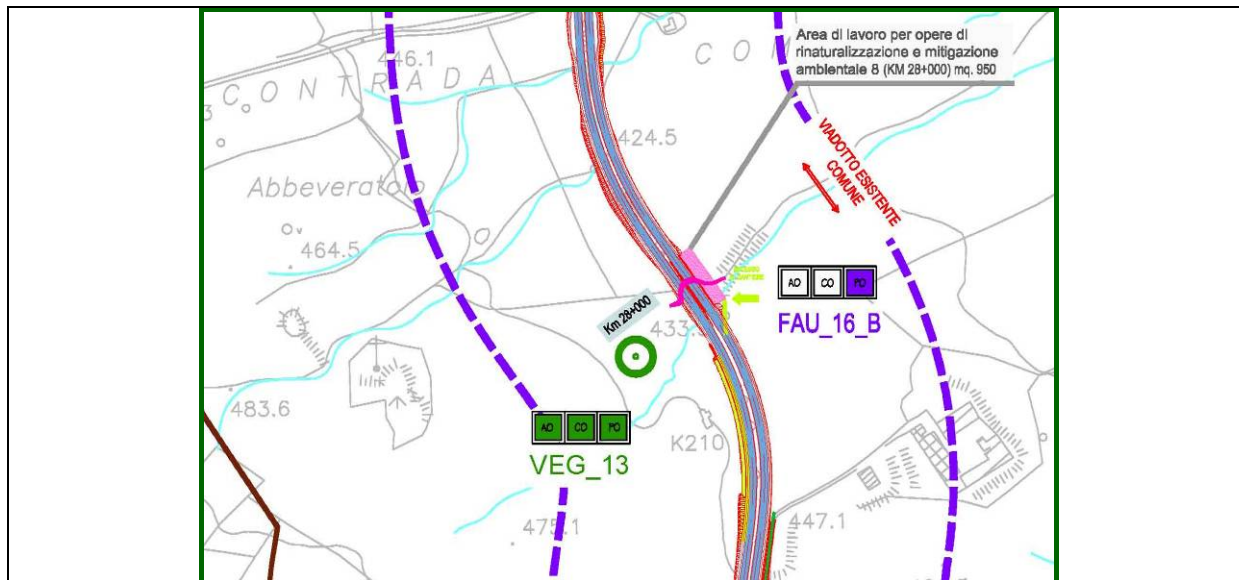 Area di lavoro per opere di
rinaturalizzazione e mitigazione
ambientale 8 (KM 28+000) mq. 950
446.1
CONTRADA
COM
424.5
VIADOTTO ESISTENTE
COMUNE
Abbeveratoio
464.5
Km 28+000
AO CO PO
FAU_16_B
483.6
AO CO PO
VEG_13
K210
475.1
447.1